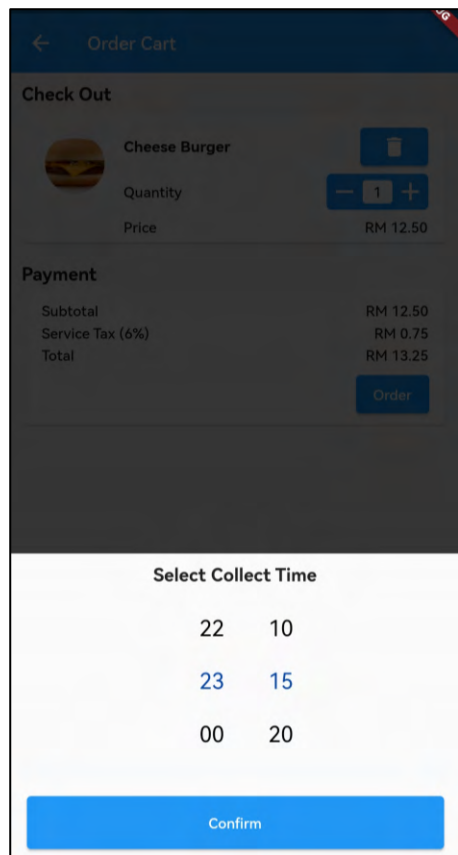 Order Cart
Check Out
Cheese Burger
Quantity
1
Price RM 12.50
Payment
Subtotal RM 12.50
Service Tax (6%) RM 0.75
Total RM 13.25
Order
Select Collect Time
22 10
23 15
00 20
Confirm